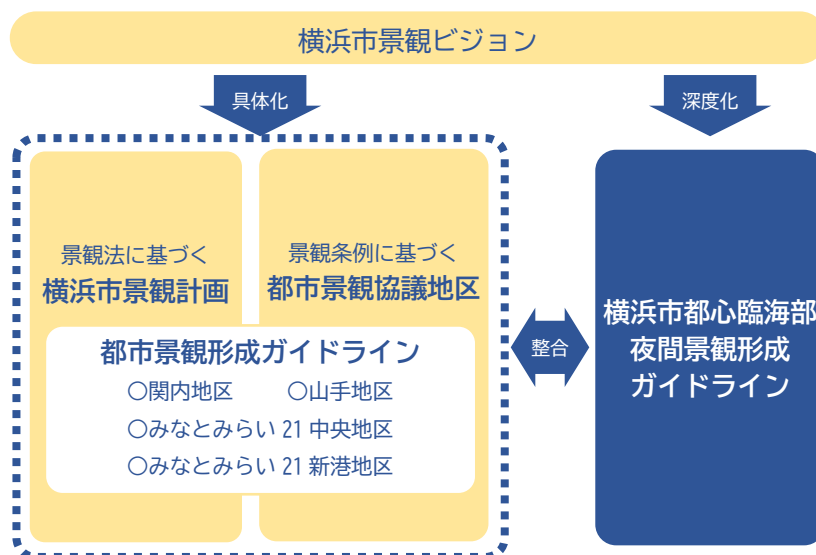 横浜市景観ビジョン
具体化
深度化
景観法に基づく
横浜市景観計画
景観条例に基づく
都市景観協議地区
都市景観形成ガイドライン
○関内地区 ○山手地区
○みなとみらい 21 中央地区
○みなとみらい 21 新港地区
整合
横浜市都心臨海部
夜間景観形成
ガイドライン